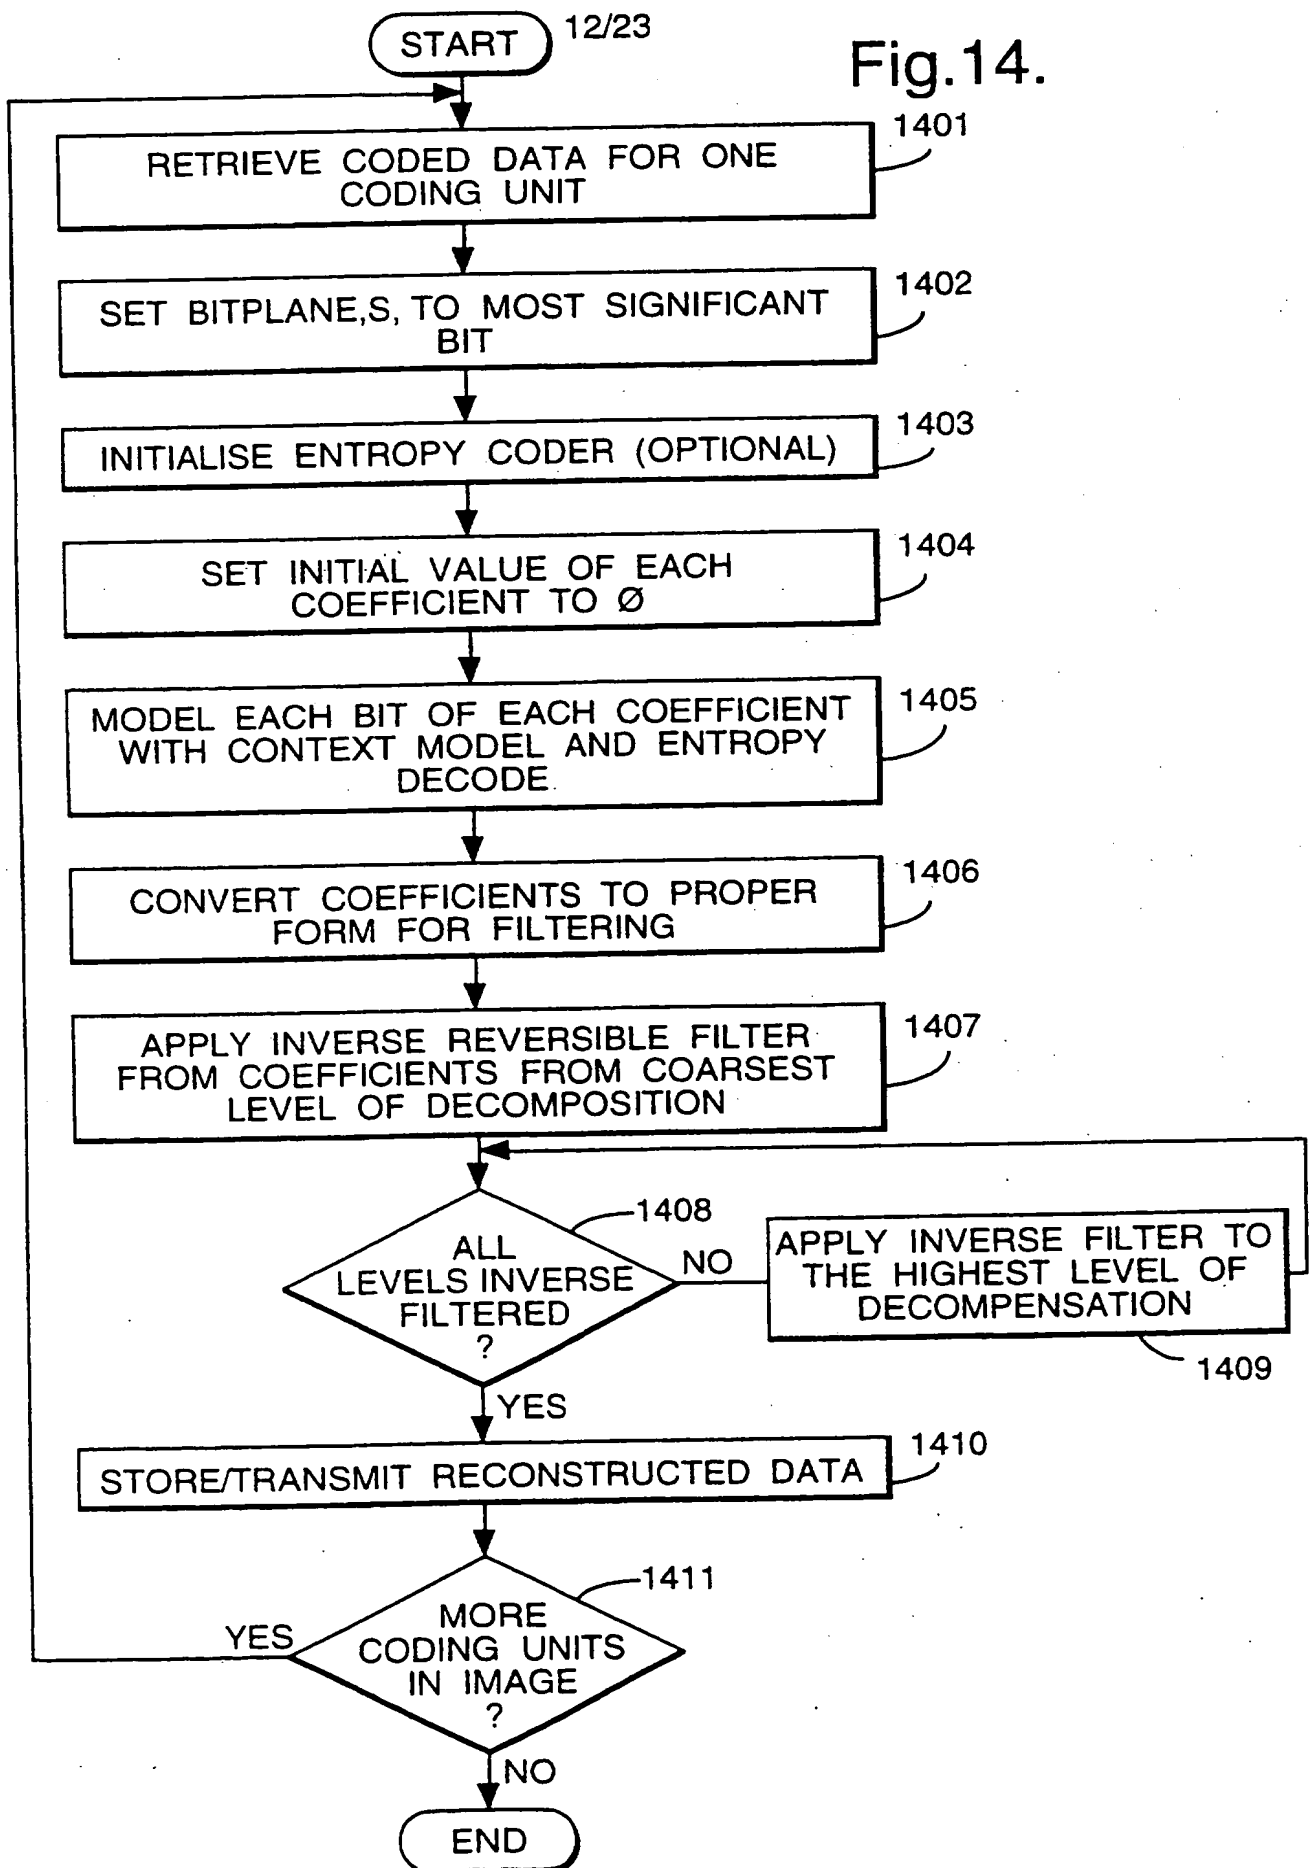 START
12/23
Fig.14.
1401
RETRIEVE CODED DATA FOR ONE
CODING UNIT
1402
SET BITPLANE,S, TO MOST SIGNIFICANT
BIT
1403
INITIALISE ENTROPY CODER (OPTIONAL)
1404
SET INITIAL VALUE OF EACH
COEFFICIENT TO Ø
1405
MODEL EACH BIT OF EACH COEFFICIENT
WITH CONTEXT MODEL AND ENTROPY
DECODE
1406
CONVERT COEFFICIENTS TO PROPER
FORM FOR FILTERING
1407
APPLY INVERSE REVERSIBLE FILTER
FROM COEFFICIENTS FROM COARSEST
LEVEL OF DECOMPOSITION
1408
ALL
LEVELS INVERSE
FILTERED
?
NO
APPLY INVERSE FILTER TO
THE HIGHEST LEVEL OF
DECOMPENSATION
1409
YES
1410
STORE/TRANSMIT RECONSTRUCTED DATA
1411
MORE
CODING UNITS
IN IMAGE
?
YES
NO
END